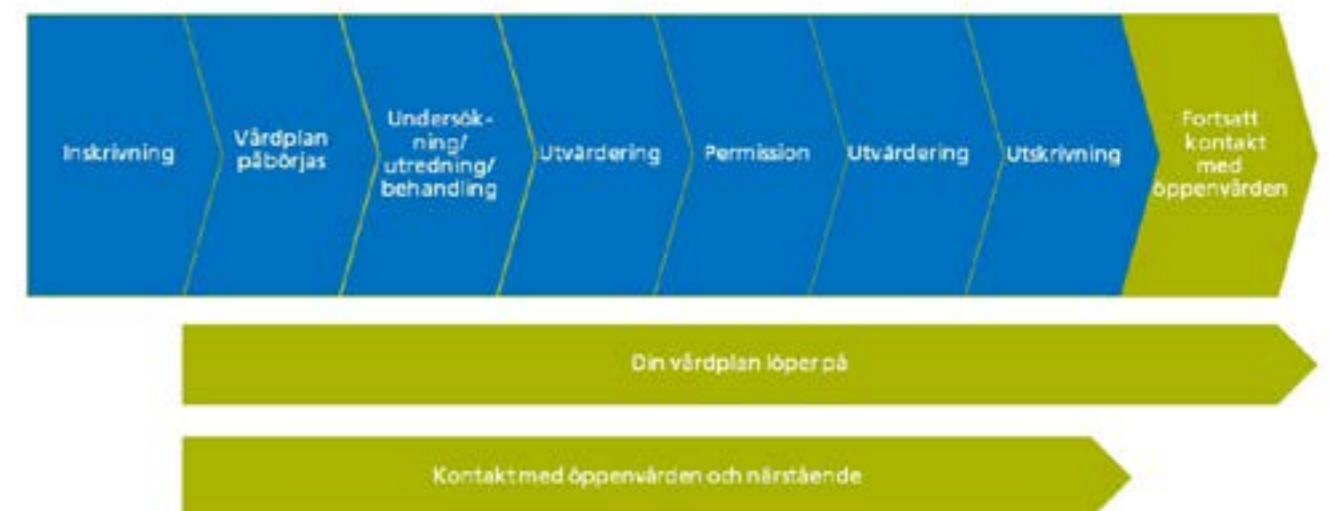 Inskrivning
Vårdplan
påbörjas
Undersök-
ning/
utredning/
behandling
Utvärdering
Permission
Utvärdering
Utskrivning
Fortsatt
kontakt
med
öppenvården
Din vårdplan löper på
Kontakt med öppenvården och närstående